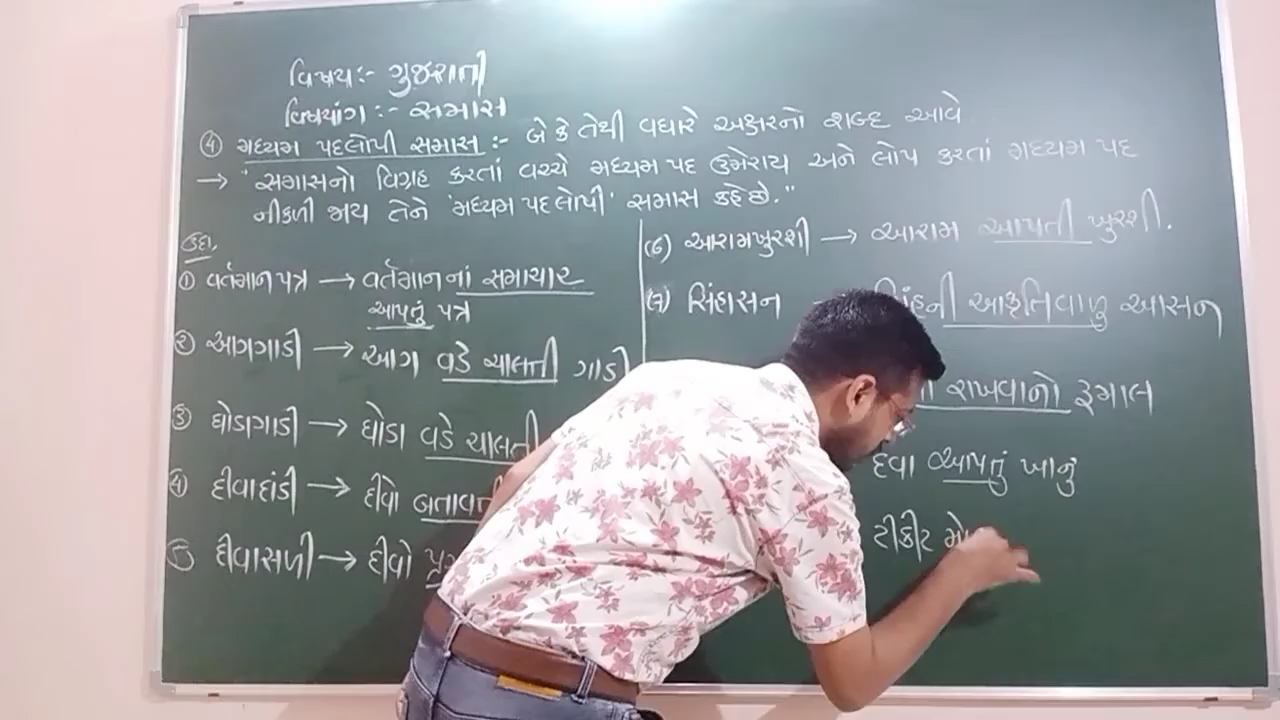 વિષય:- ગુજરાતી
વિષયાંગ:- સમાસ
④ મધ્યમ પદલોપી સમાસ :- બે કે તેથી વધારે અક્ષરનો શબ્દ આવે
→ "સમાસનો વિગ્રહ કરતાં વચ્ચે મધ્યમ પદ ઉમેરાય અને લોપ કરતાં મધ્યમ પદ
નીકળી જાય તેને 'મધ્યમ પદલોપી' સમાસ કહે છે."
ઉદા.
① વર્તમાનપત્ર → વર્તમાનનાં સમાચાર
આપતું પત્ર
② આગગાડી → આગ વડે ચાલતી ગાડી
③ ઘોડાગાડી → ઘોડા વડે ચાલતી
④ દીવાદાંડી → દીવો
દીવાસળી → દીવો
(૬) આરામખુરશી → આરામ આપતી ખુરશી.
(૭) સિંહાસન સિંહની આકૃતિવાળુ આસન
રાખવાનો રૂમાલ
દવા આપતું ખાનું
ટીકીટ